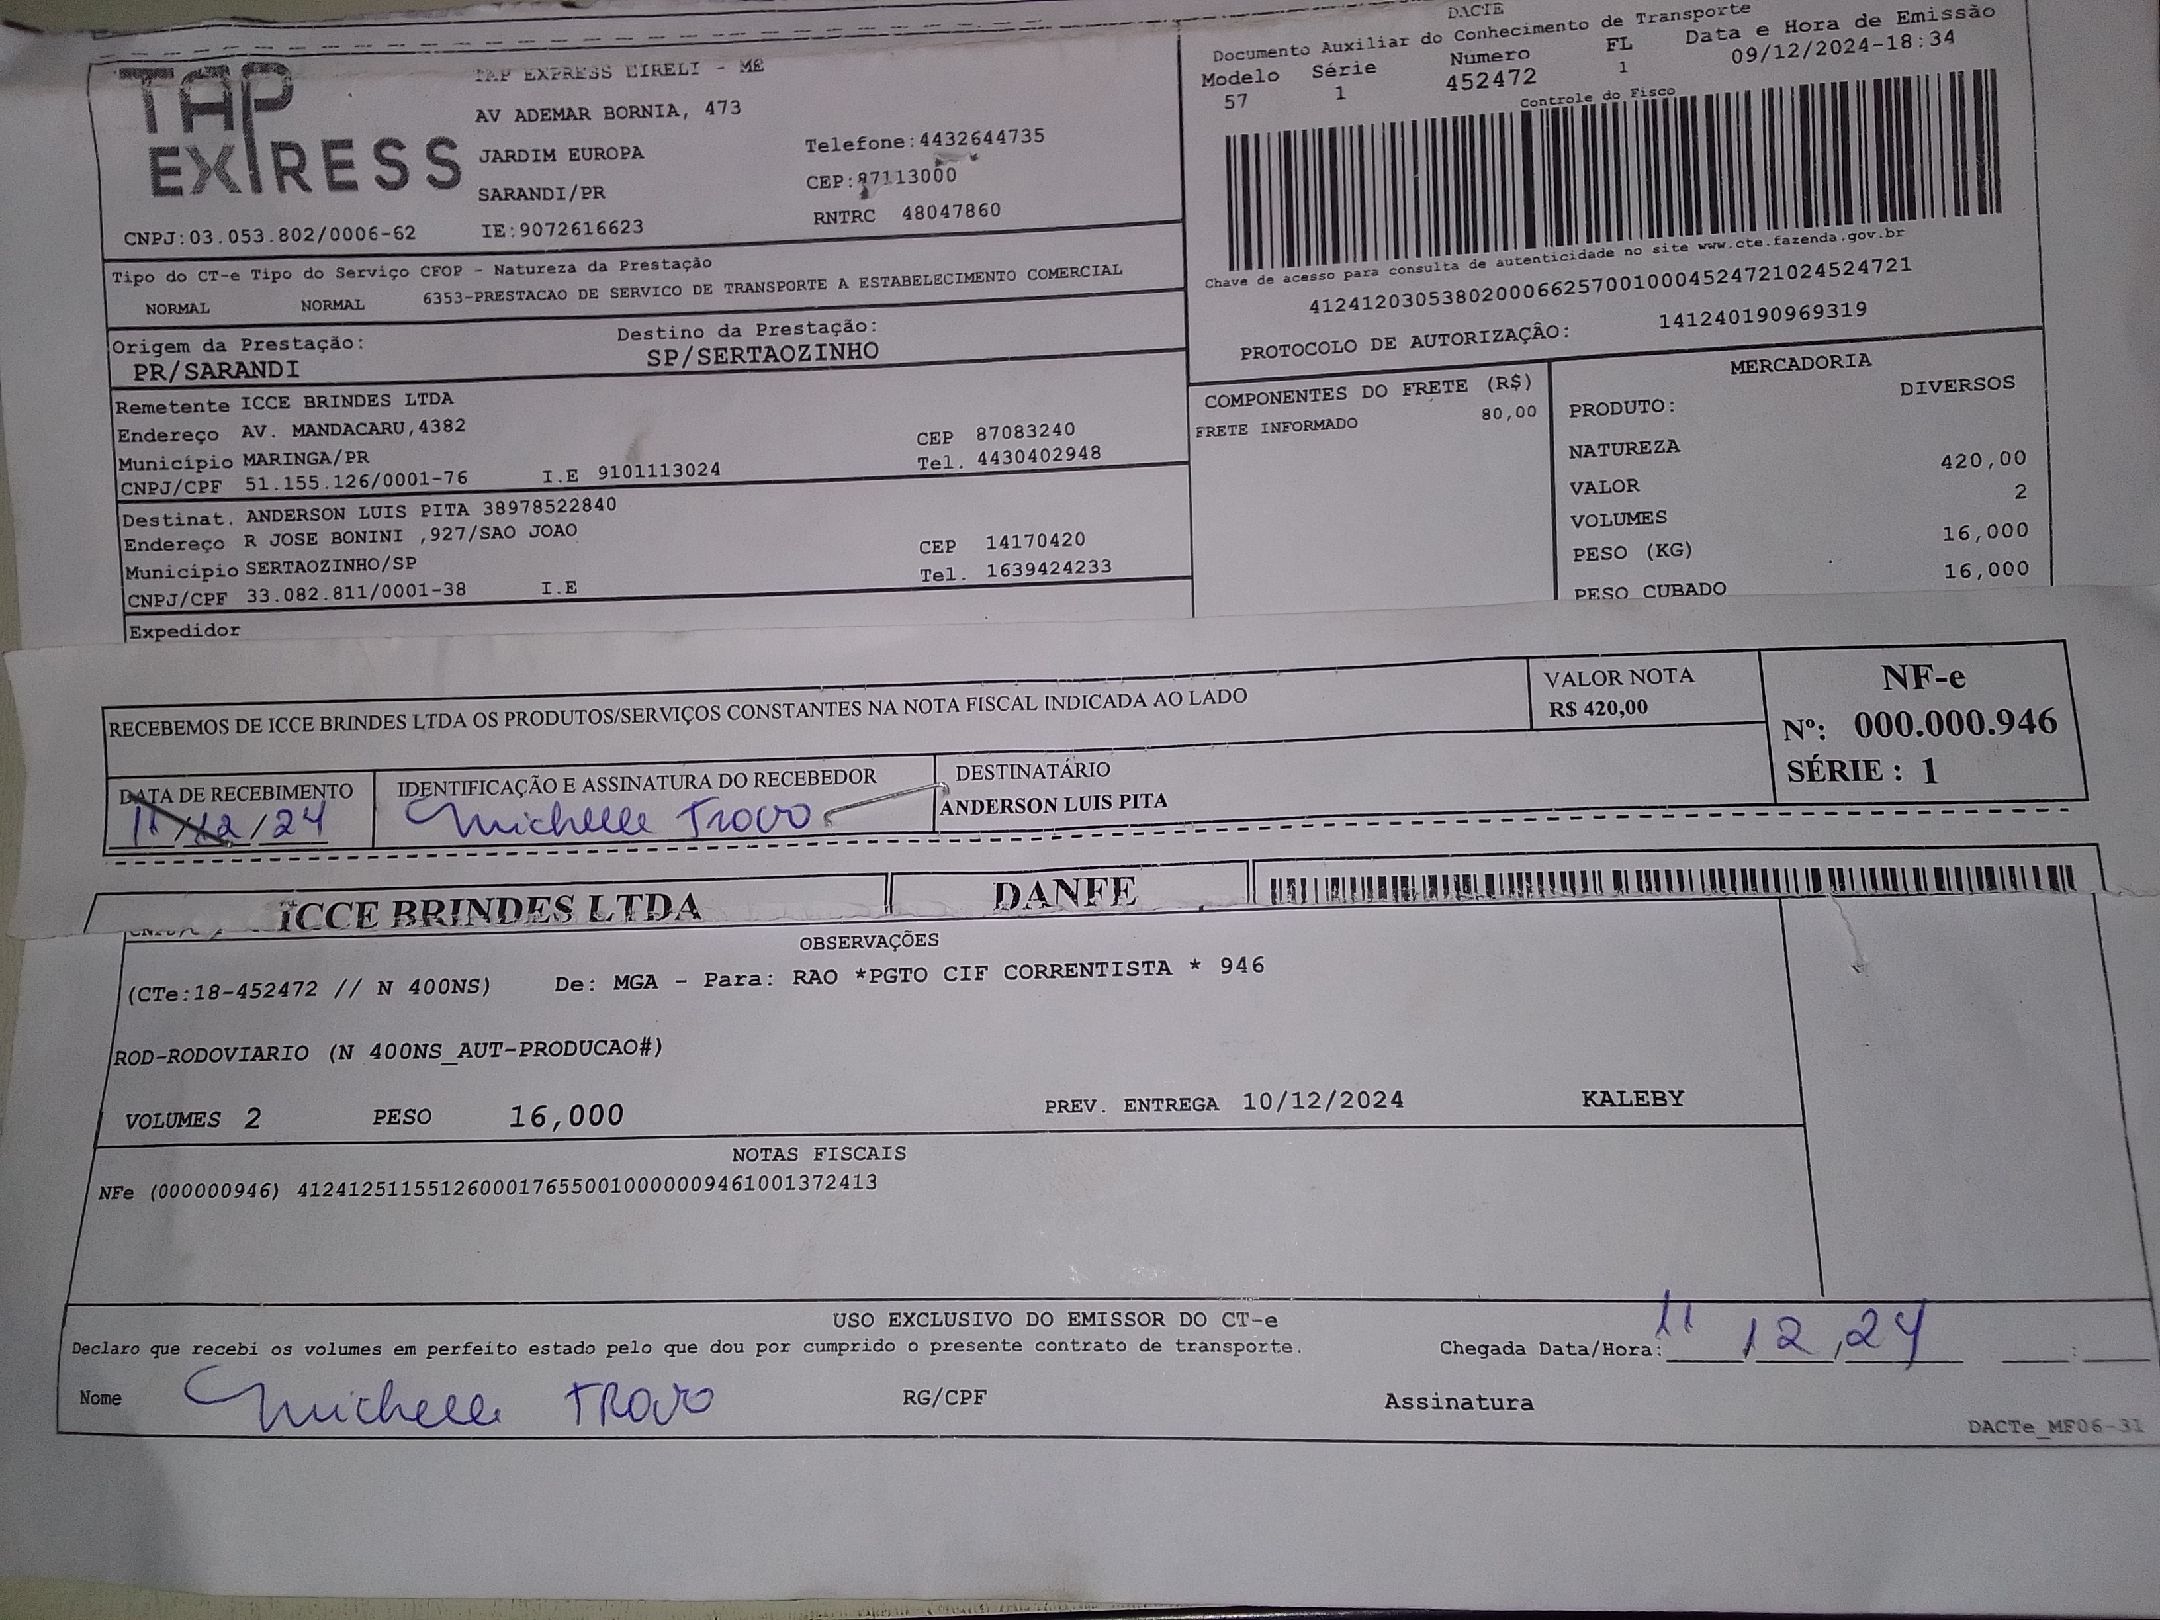 DACTE
Documento Auxiliar do Conhecimento de Transporte
Modelo Série Numero FL Data e Hora de Emissão
57 1 452472 1 09/12/2024-18:34
Controle do Fisco
TAP EXPRESS
TAP EXPRESS EIRELI - ME
AV ADEMAR BORNIA, 473
JARDIM EUROPA Telefone:4432644735
SARANDI/PR CEP:87113000
CNPJ:03.053.802/0006-62 IE:9072616623 RNTRC 48047860
Chave de acesso para consulta de autenticidade no site www.cte.fazenda.gov.br
41241203053802000662570010004524721024524721
PROTOCOLO DE AUTORIZAÇÃO: 141240190969319
Tipo do CT-e Tipo do Serviço CFOP - Natureza da Prestação
NORMAL NORMAL 6353-PRESTACAO DE SERVICO DE TRANSPORTE A ESTABELECIMENTO COMERCIAL
Origem da Prestação: Destino da Prestação:
PR/SARANDI SP/SERTAOZINHO
Remetente ICCE BRINDES LTDA
Endereço AV. MANDACARU,4382 CEP 87083240
Município MARINGA/PR Tel. 4430402948
CNPJ/CPF 51.155.126/0001-76 I.E 9101113024
Destinat. ANDERSON LUIS PITA 38978522840
Endereço R JOSE BONINI ,927/SAO JOAO CEP 14170420
Município SERTAOZINHO/SP Tel. 1639424233
CNPJ/CPF 33.082.811/0001-38 I.E
Expedidor
COMPONENTES DO FRETE (R$)
FRETE INFORMADO 80,00
MERCADORIA
PRODUTO: DIVERSOS
NATUREZA
VALOR 420,00
VOLUMES 2
PESO (KG) 16,000
PESO CUBADO 16,000
RECEBEMOS DE ICCE BRINDES LTDA OS PRODUTOS/SERVIÇOS CONSTANTES NA NOTA FISCAL INDICADA AO LADO
VALOR NOTA
R$ 420,00
NF-e
Nº: 000.000.946
SÉRIE : 1
DATA DE RECEBIMENTO IDENTIFICAÇÃO E ASSINATURA DO RECEBEDOR DESTINATÁRIO
11/12/24 Michelle Trovo ANDERSON LUIS PITA
ICCE BRINDES LTDA DANFE
OBSERVAÇÕES
(CTe:18-452472 // N 400NS) De: MGA - Para: RAO *PGTO CIF CORRENTISTA * 946
ROD-RODOVIARIO (N 400NS_AUT-PRODUCAO#)
VOLUMES 2 PESO 16,000 PREV. ENTREGA 10/12/2024 KALEBY
NOTAS FISCAIS
NFe (000000946) 41241251155126000176550010000009461001372413
USO EXCLUSIVO DO EMISSOR DO CT-e
Declaro que recebi os volumes em perfeito estado pelo que dou por cumprido o presente contrato de transporte. Chegada Data/Hora: 11/12/24 :
Nome Michelle Trovo RG/CPF Assinatura
DACTe_MF06-31